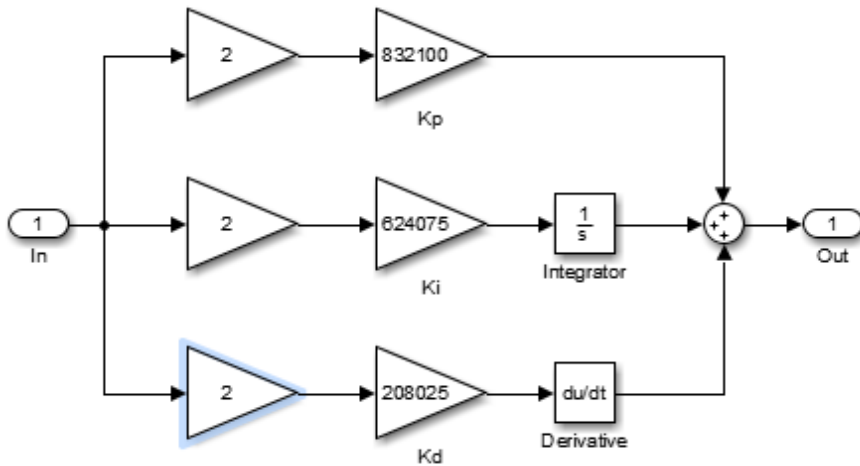 2
832100
Kp
1
In
2
624075
Ki
1
s
Integrator
1
Out
2
208025
Kd
du/dt
Derivative